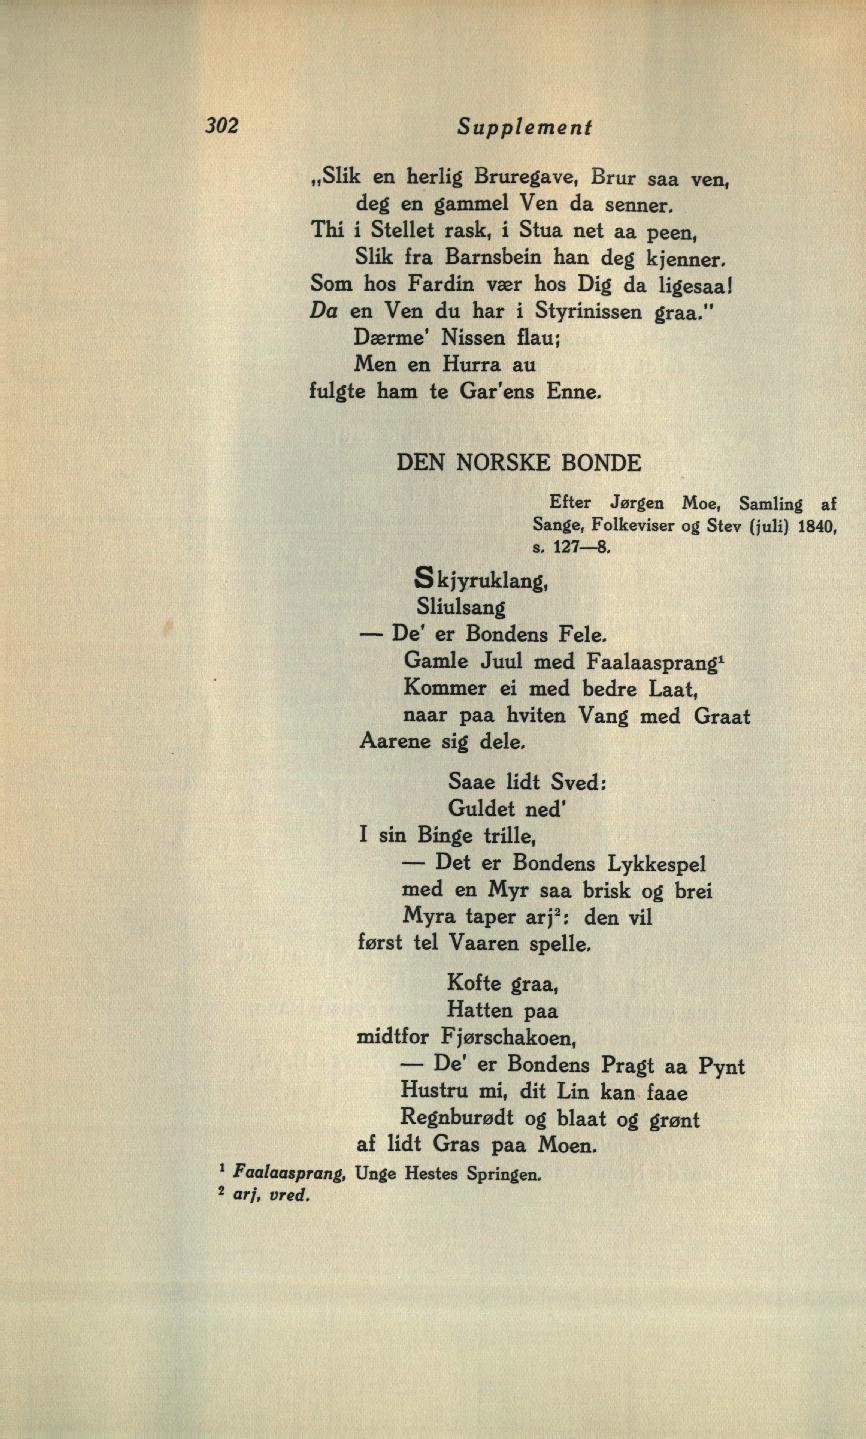 302 Supplement
„Slik en herlig Bruregave, Brur saa ven,
deg en gammel Ven da senner.
Thi i Stellet rask, i Stua net aa peen,
Slik fra Barnsbein han deg kjenner.
Som hos Fardin vær hos Dig da ligesaa!
Da en Ven du har i Styrinissen graa."
Dærme' Nissen flau;
Men en Hurra au
fulgte ham te Gar'ens Enne.
DEN NORSKE BONDE
Efter Jørgen Moe, Samling af
Sange, Folkeviser og Stev (juli) 1840,
s. 127—8.
Skjyruklang,
Sliulsang
— De' er Bondens Fele.
Gamle Juul med Faalaasprang¹
Kommer ei med bedre Laat,
naar paa hviten Vang med Graat
Aarene sig dele.
Saae lidt Sved:
Guldet ned'
I sin Binge trille,
— Det er Bondens Lykkespel
med en Myr saa brisk og brei
Myra taper arj²: den vil
først tel Vaaren spelle.
Kofte graa,
Hatten paa
midtfor Fjørschakoen,
— De' er Bondens Pragt aa Pynt
Hustru mi, dit Lin kan faae
Regnburødt og blaat og grønt
af lidt Gras paa Moen.
¹ Faalaasprang, Unge Hestes Springen.
² arj, vred.